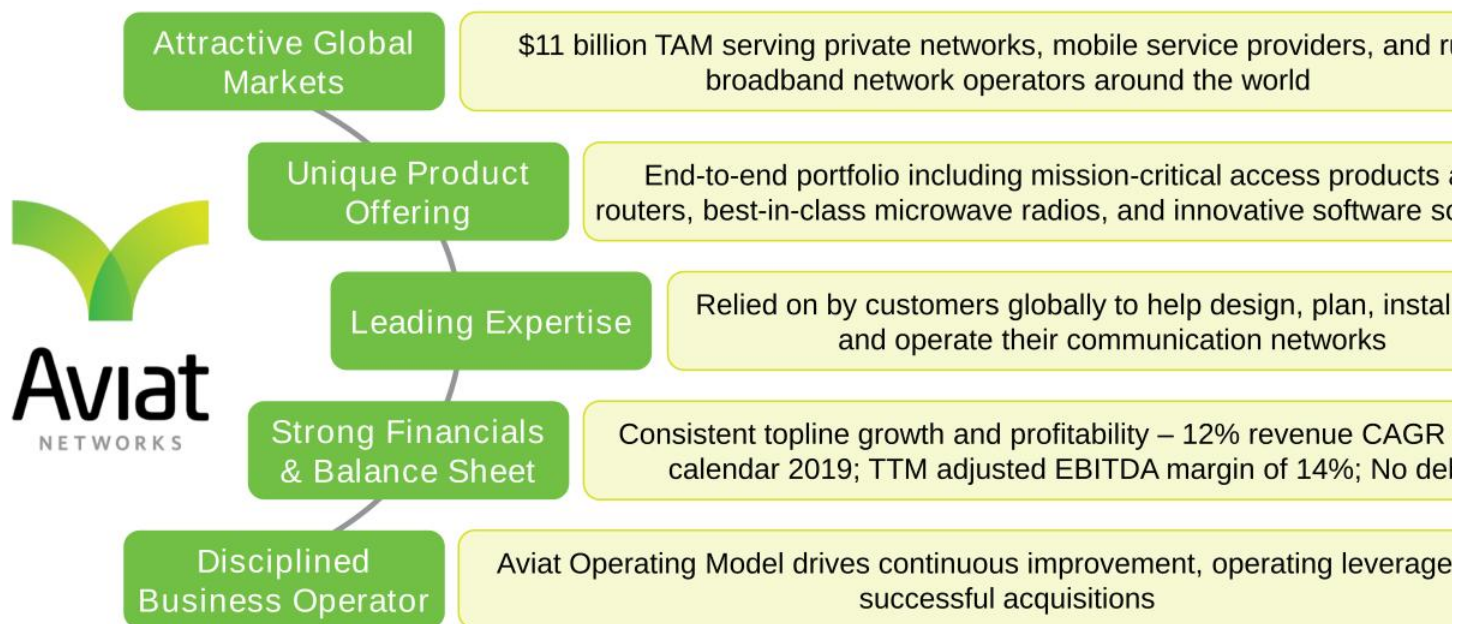 Attractive Global
Markets
$11 billion TAM serving private networks, mobile service providers, and
broadband network operators around the world
Unique Product
Offering
End-to-end portfolio including mission-critical access products
routers, best-in-class microwave radios, and innovative software
Leading Expertise
Relied on by customers globally to help design, plan,
and operate their communication networks
Aviat
NETWORKS
Strong Financials
& Balance Sheet
Consistent topline growth and profitability – 12% revenue CAGR
calendar 2019; TTM adjusted EBITDA margin of 14%; No
Disciplined
Business Operator
Aviat Operating Model drives continuous improvement, operating leverage
successful acquisitions